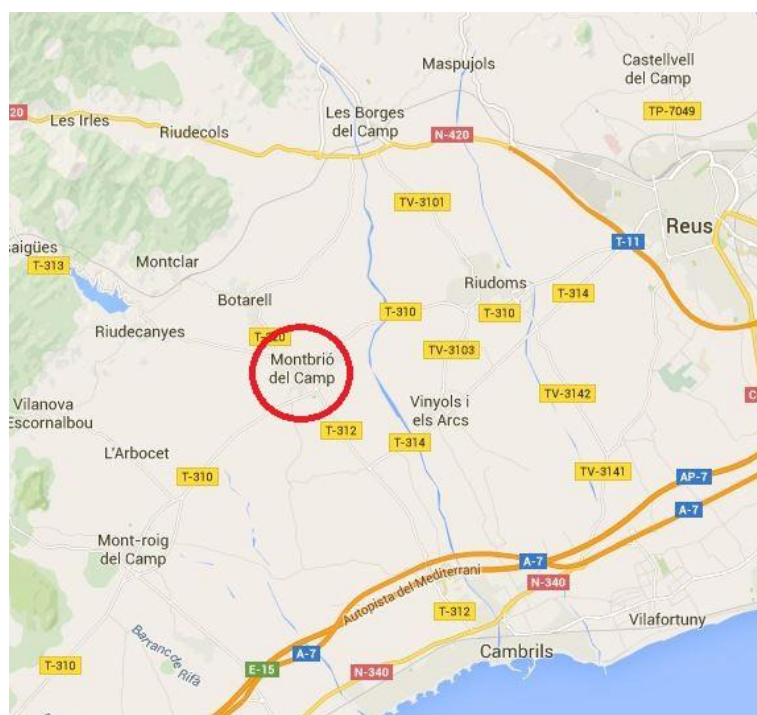 Maspujols
Castellvell
del Camp
TP-7049
20
Les Irles
Riudecols
Les Borges
del Camp
N-420
TV-3101
Reus
T-11
saigües
T-313
Montclar
Riudoms
T-314
Botarell
T-310
T-310
Riudecanyes
Montbrió
del Camp
TV-3103
TV-3142
Vilanova
Escornalbou
Vinyols i
els Arcs
C
T-312
T-314
L'Arbocet
T-310
TV-3141
AP-7
A-7
Mont-roig
del Camp
A-7
N-340
Autopista del Mediterrani
T-312
Vilafortuny
Barranc de Rifà
A-7
Cambrils
T-310
E-15
N-340